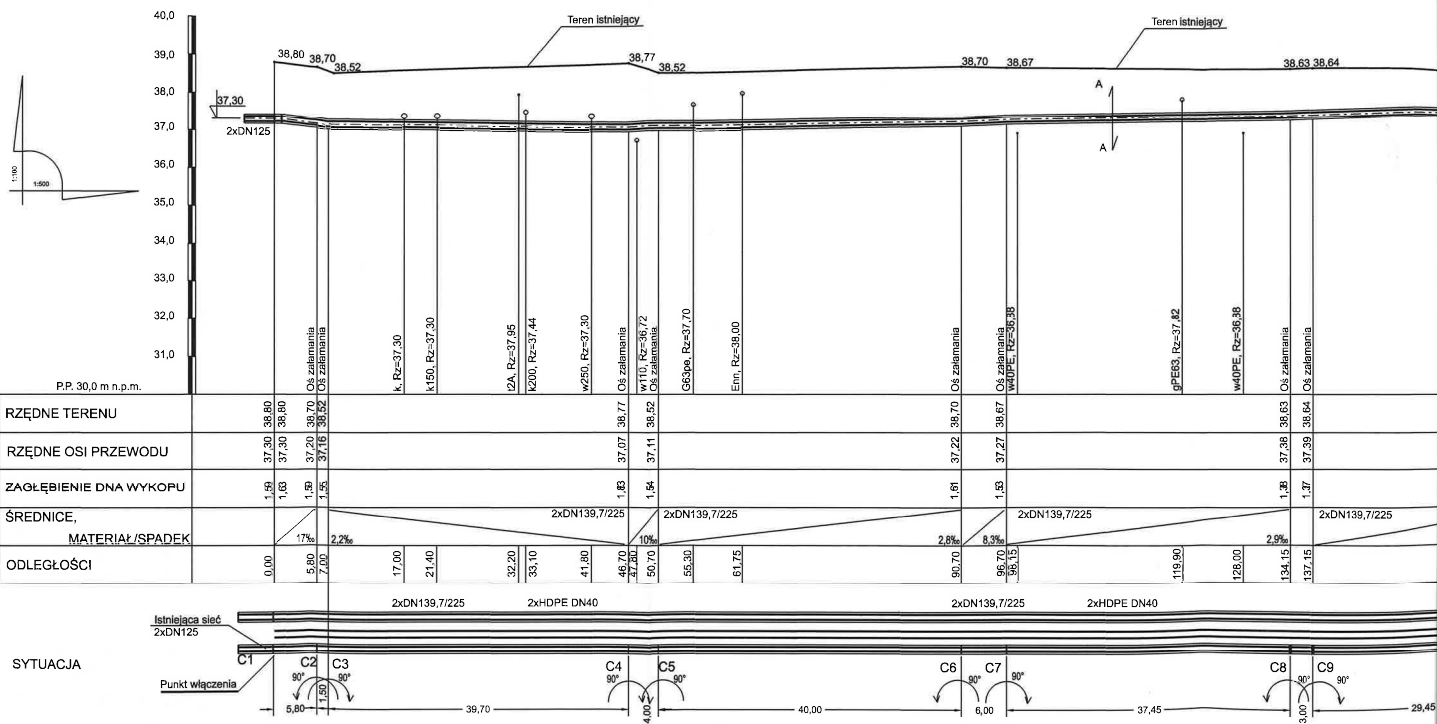 40,0
39,0
38,0
37,0
36,0
35,0
34,0
33,0
32,0
31,0
P.P. 30,0 m n.p.m.
1:100
1:500
37,30
2xDN125
38,80
38,70
38,52
Teren istniejący
38,77
38,52
38,70
38,67
Teren istniejący
38,63
38,64
A
A
Oś załamania
Oś załamania
k, Rz=37,30
k150, Rz=37,30
t2A, Rz=37,95
k200, Rz=37,44
w250, Rz=37,30
Oś załamania
w110, Rz=36,72
Oś załamania
G63pe, Rz=37,70
Enn, Rz=38,00
Oś załamania
Oś załamania
w40PE, Rz=36,88
gPE63, Rz=37,82
w40PE, Rz=36,88
Oś załamania
Oś załamania
RZĘDNE TERENU
38,80
38,80
38,70
38,52
38,77
38,52
38,70
38,67
38,63
38,64
RZĘDNE OSI PRZEWODU
37,30
37,30
37,20
37,16
37,07
37,11
37,22
37,27
37,38
37,39
ZAGŁĘBIENIE DNA WYKOPU
1,59
1,63
1,59
1,55
1,83
1,54
1,61
1,53
1,38
1,37
ŚREDNICE,
MATERIAŁ/SPADEK
17‰
2,2‰
2xDN139,7/225
10‰
2xDN139,7/225
2,8‰
8,3‰
2xDN139,7/225
2,9‰
2xDN139,7/225
ODLEGŁOŚCI
0,00
5,80
7,00
17,00
21,40
32,20
33,10
41,80
46,70
47,80
50,70
55,30
61,75
90,70
96,70
98,15
119,90
128,00
134,15
137,15
2xDN139,7/225
2xHDPE DN40
2xDN139,7/225
2xHDPE DN40
Istniejąca sieć
2xDN125
SYTUACJA
C1
C2
C3
C4
C5
C6
C7
C8
C9
Punkt włączenia
90°
90°
90°
90°
90°
90°
90°
90°
5,80
1,50
39,70
4,00
40,00
6,00
37,45
3,00
29,45